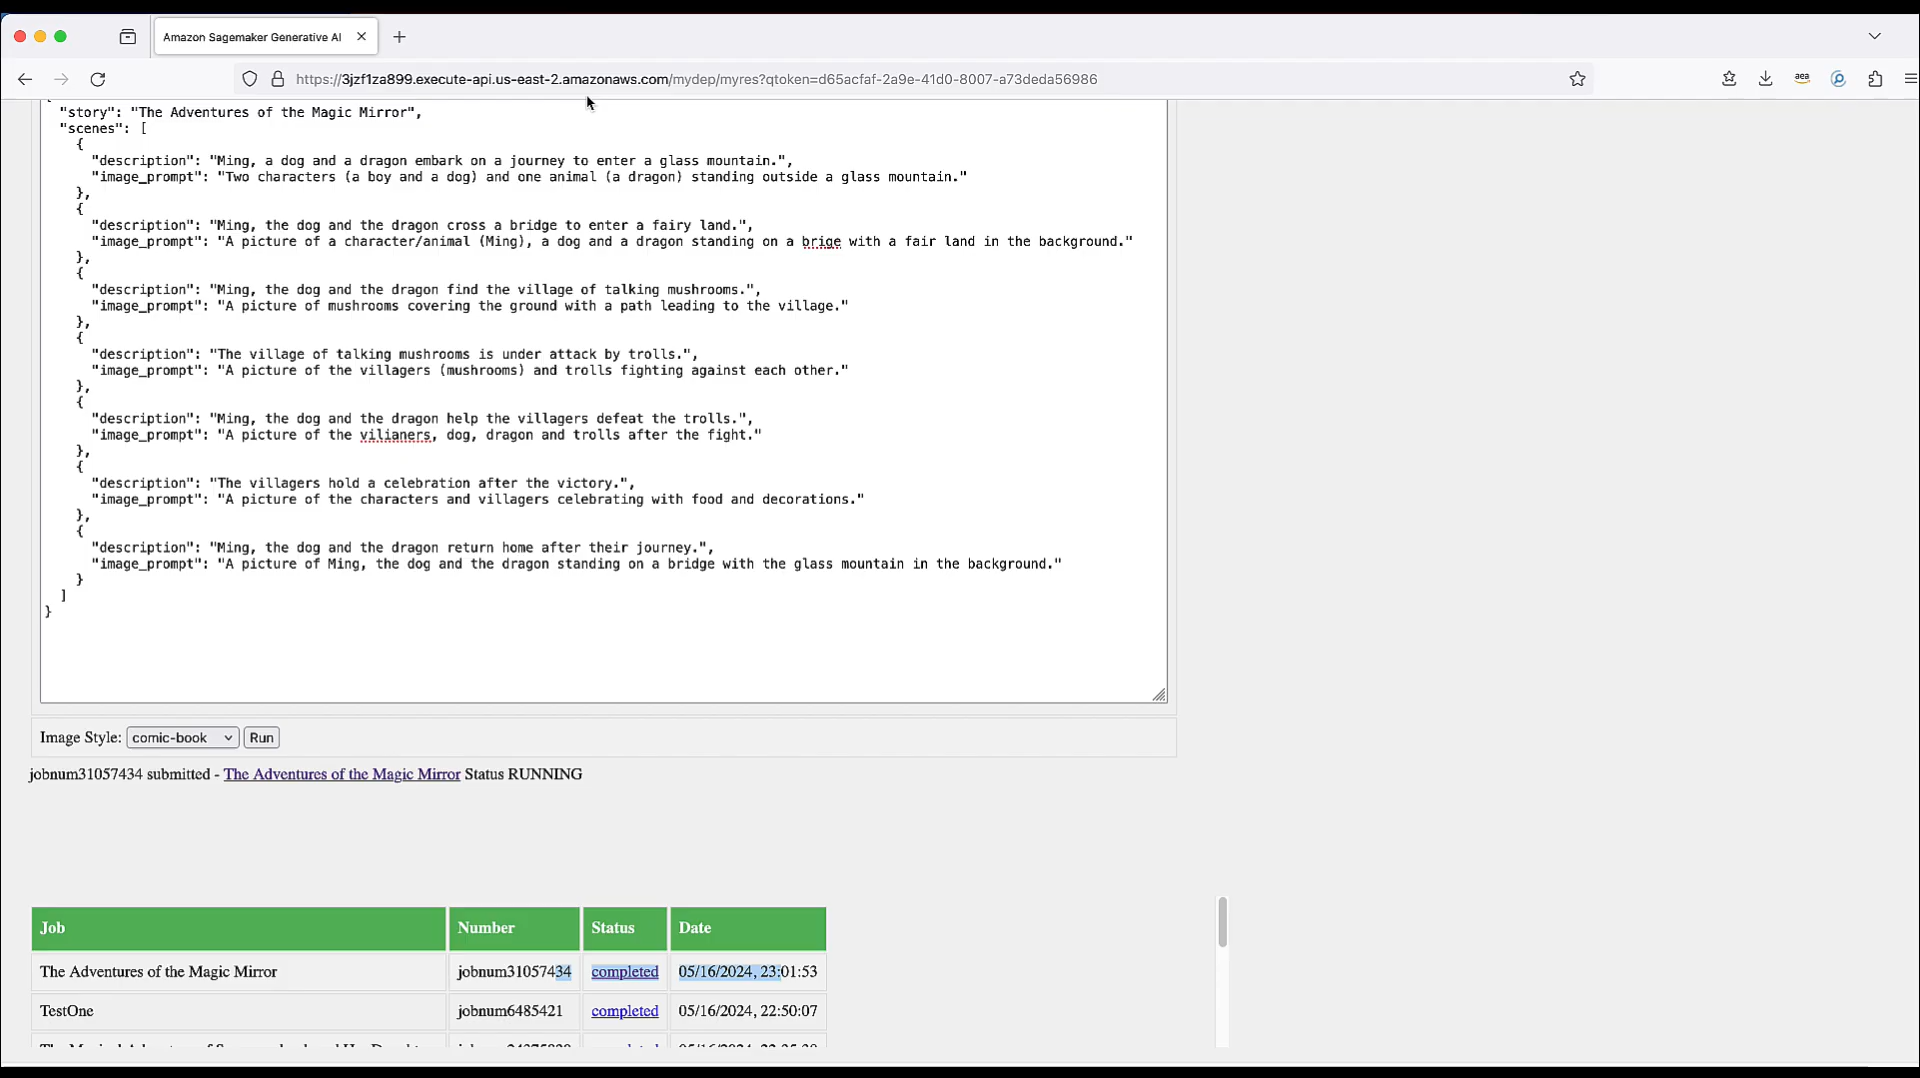 Amazon Sagemaker Generative AI
https://3jzf1za899.execute-api.us-east-2.amazonaws.com/mydep/myres?qtoken=d65acfaf-2a9e-41d0-8007-a73deda56986
aea
"story": "The Adventures of the Magic Mirror",
"scenes": [
{
"description": "Ming, a dog and a dragon embark on a journey to enter a glass mountain.",
"image_prompt": "Two characters (a boy and a dog) and one animal (a dragon) standing outside a glass mountain."
},
{
"description": "Ming, the dog and the dragon cross a bridge to enter a fairy land.",
"image_prompt": "A picture of a character/animal (Ming), a dog and a dragon standing on a brige with a fair land in the background."
},
{
"description": "Ming, the dog and the dragon find the village of talking mushrooms.",
"image_prompt": "A picture of mushrooms covering the ground with a path leading to the village."
},
{
"description": "The village of talking mushrooms is under attack by trolls.",
"image_prompt": "A picture of the villagers (mushrooms) and trolls fighting against each other."
},
{
"description": "Ming, the dog and the dragon help the villagers defeat the trolls.",
"image_prompt": "A picture of the vilianers, dog, dragon and trolls after the fight."
},
{
"description": "The villagers hold a celebration after the victory.",
"image_prompt": "A picture of the characters and villagers celebrating with food and decorations."
},
{
"description": "Ming, the dog and the dragon return home after their journey.",
"image_prompt": "A picture of Ming, the dog and the dragon standing on a bridge with the glass mountain in the background."
}
]
}
Image Style: comic-book Run
jobnum31057434 submitted - The Adventures of the Magic Mirror Status RUNNING
Job Number Status Date
The Adventures of the Magic Mirror jobnum31057434 completed 05/16/2024, 23:01:53
TestOne jobnum6485421 completed 05/16/2024, 22:50:07